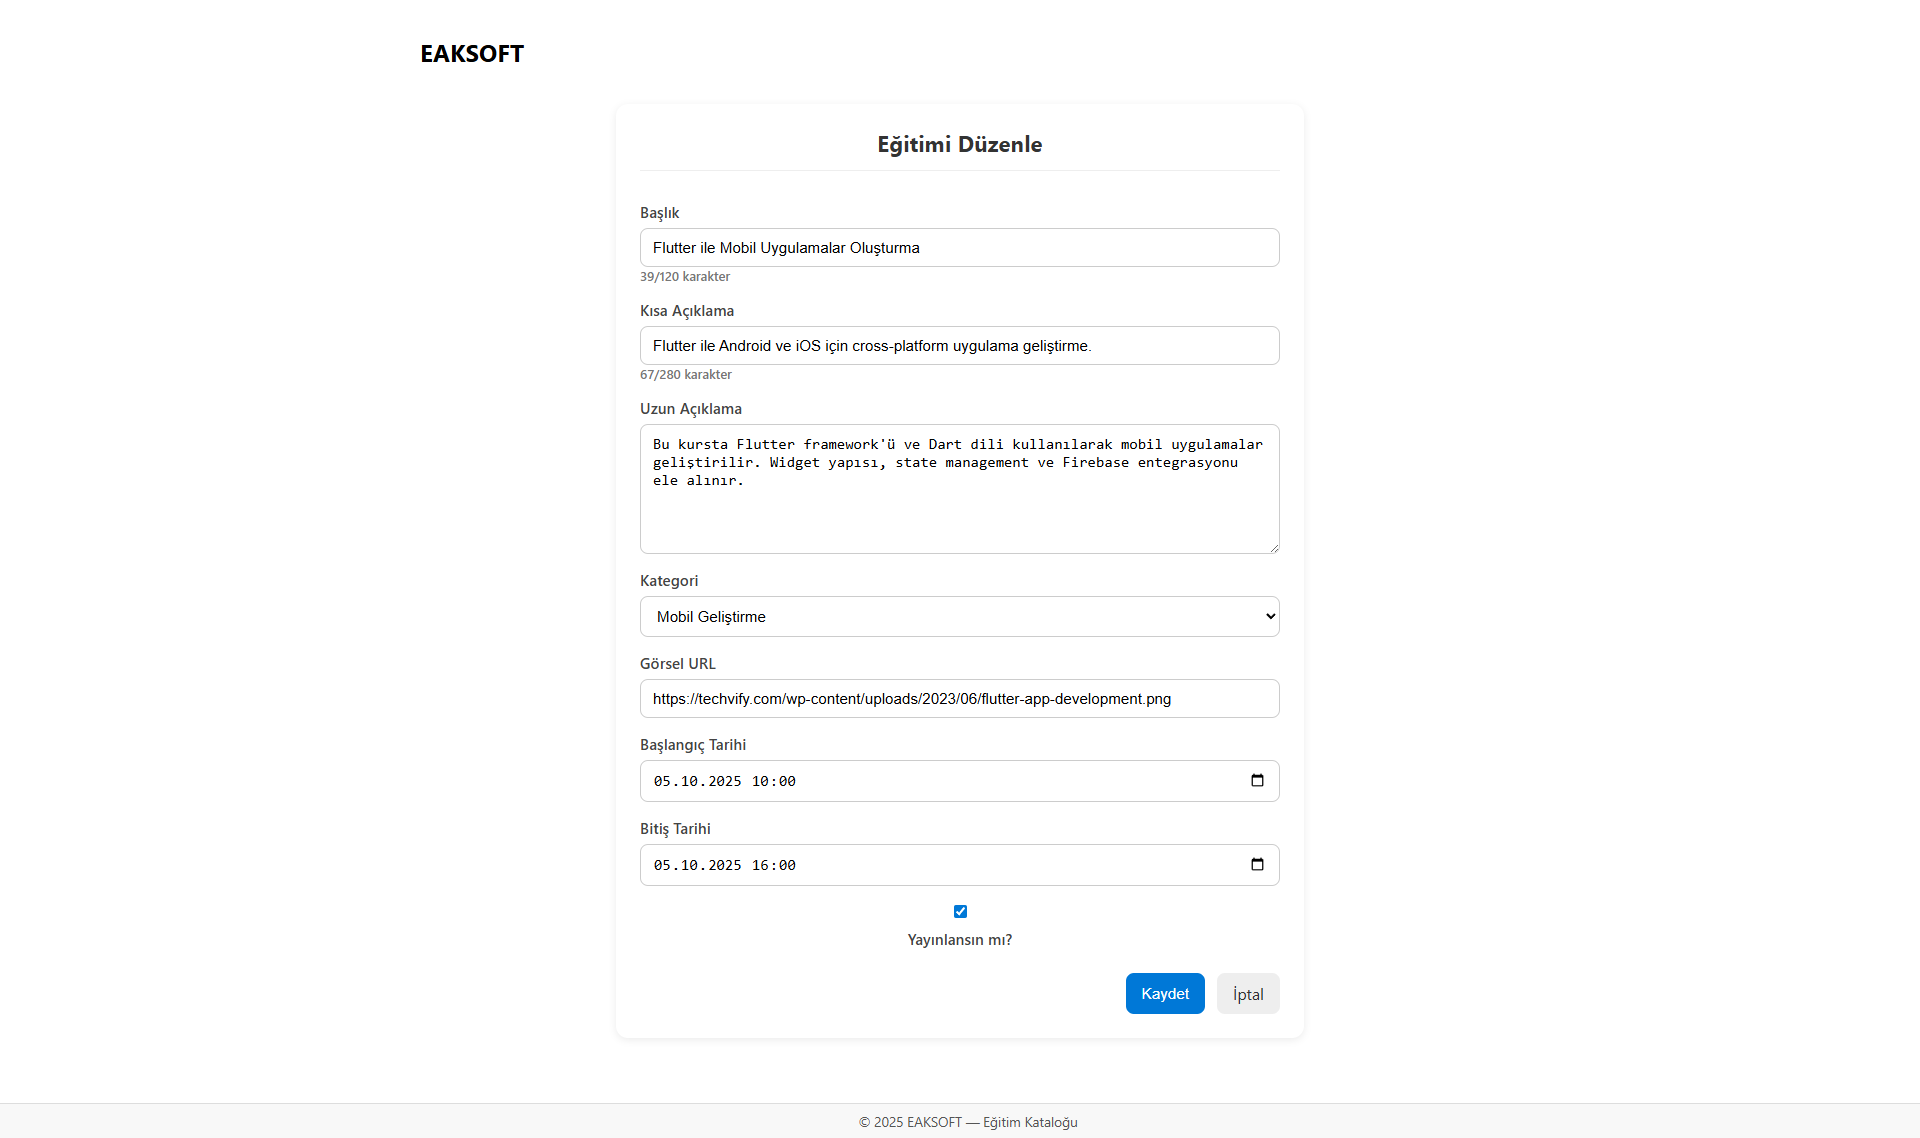 EAKSOFT
Eğitimi Düzenle
Başlık
Flutter ile Mobil Uygulamalar Oluşturma
39/120 karakter
Kısa Açıklama
Flutter ile Android ve iOS için cross-platform uygulama geliştirme.
67/280 karakter
Uzun Açıklama
Bu kursta Flutter framework'ü ve Dart dili kullanılarak mobil uygulamalar
geliştirilir. Widget yapısı, state management ve Firebase entegrasyonu
ele alınır.
Kategori
Mobil Geliştirme
Görsel URL
https://techvify.com/wp-content/uploads/2023/06/flutter-app-development.png
Başlangıç Tarihi
05.10.2025 10:00
Bitiş Tarihi
05.10.2025 16:00
Yayınlansın mı?
Kaydet İptal
© 2025 EAKSOFT — Eğitim Kataloğu